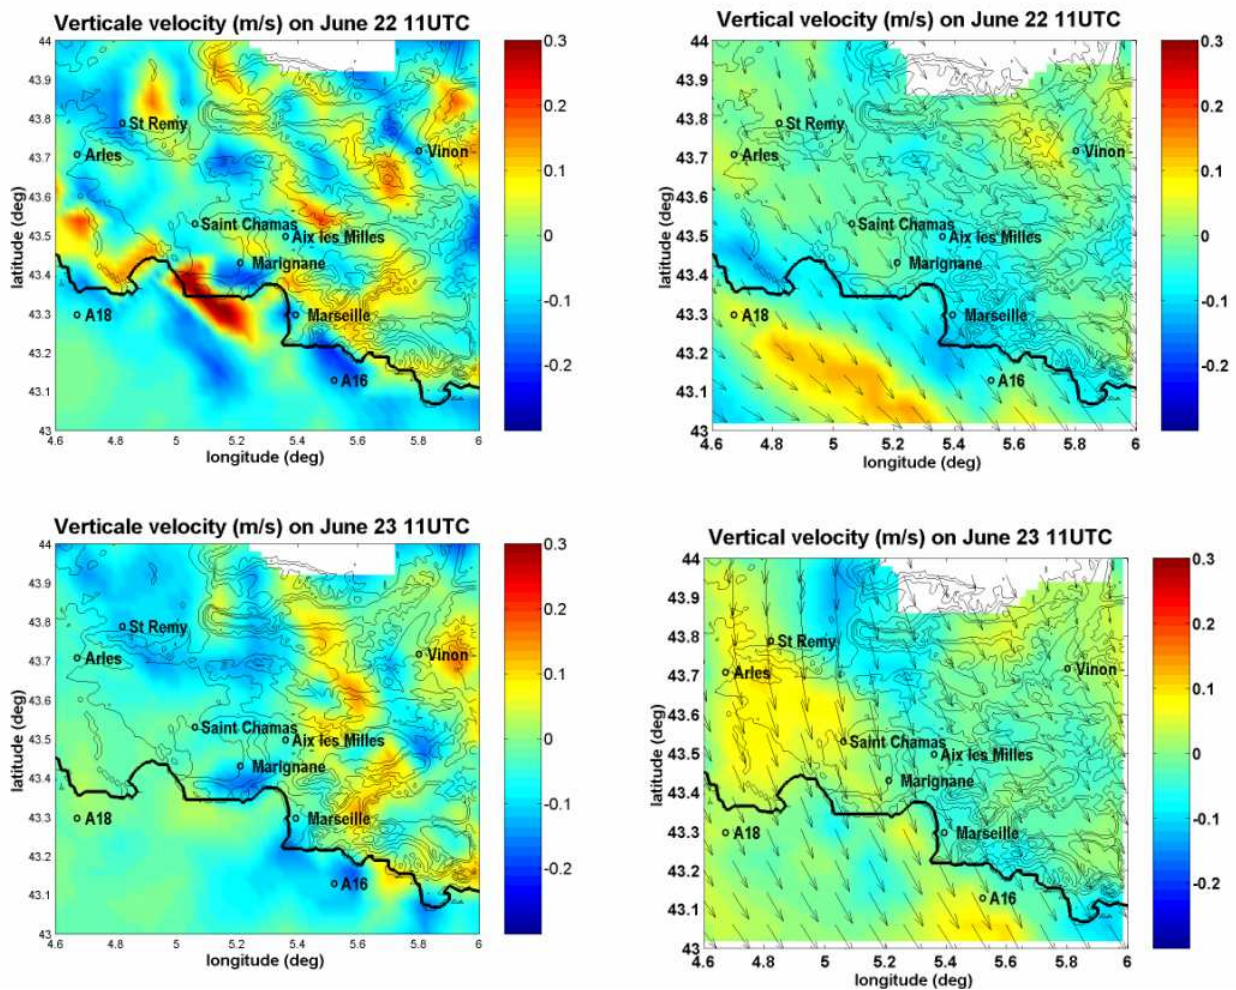 Verticale velocity (m/s) on June 22 11UTC
44
43.9
43.8
43.7
43.6
43.5
43.4
43.3
43.2
43.1
43
latitude (deg)
4.6 4.8 5 5.2 5.4 5.6 5.8 6
longitude (deg)
St Remy
Arles
Vinon
Saint Chamas
Aix les Milles
Marignane
A18
Marseille
A16
0.3
0.2
0.1
0
-0.1
-0.2
Vertical velocity (m/s) on June 22 11UTC
44
43.9
43.8
43.7
43.6
43.5
43.4
43.3
43.2
43.1
43
latitude (deg)
4.6 4.8 5 5.2 5.4 5.6 5.8 6
longitude (deg)
St Remy
Arles
Vinon
Saint Chamas
Aix les Milles
Marignane
A18
Marseille
A16
0.3
0.2
0.1
0
-0.1
-0.2
Verticale velocity (m/s) on June 23 11UTC
44
43.9
43.8
43.7
43.6
43.5
43.4
43.3
43.2
43.1
43
latitude (deg)
4.6 4.8 5 5.2 5.4 5.6 5.8 6
longitude (deg)
St Remy
Arles
Vinon
Saint Chamas
Aix les Milles
Marignane
A18
Marseille
A16
0.3
0.2
0.1
0
-0.1
-0.2
Vertical velocity (m/s) on June 23 11UTC
44
43.9
43.8
43.7
43.6
43.5
43.4
43.3
43.2
43.1
43
latitude (deg)
4.6 4.8 5 5.2 5.4 5.6 5.8 6
longitude (deg)
St Remy
Arles
Vinon
Saint Chamas
Aix les Milles
Marignane
A18
Marseille
A16
0.3
0.2
0.1
0
-0.1
-0.2